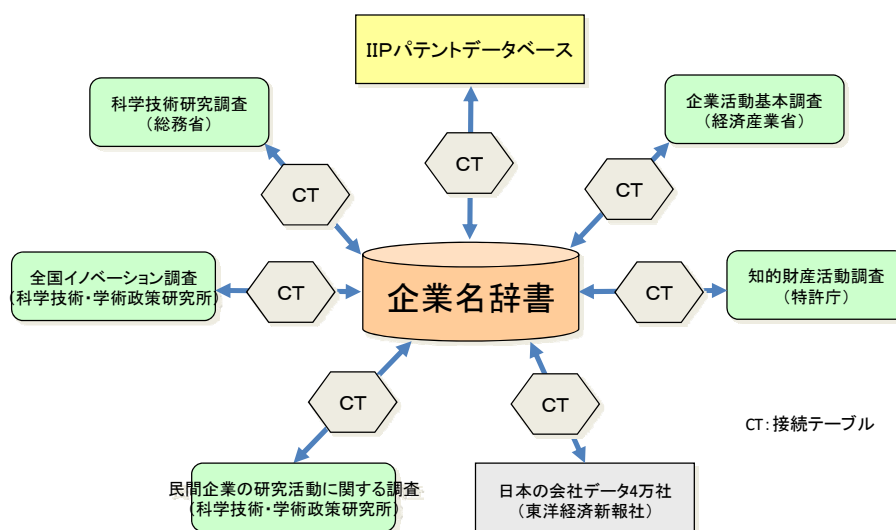 IIPパテントデータベース
科学技術研究調査
（総務省）
企業活動基本調査
（経済産業省）
CT
CT
CT
全国イノベーション調査
（科学技術・学術政策研究所）
CT
企業名辞書
CT
知的財産活動調査
（特許庁）
CT
CT
CT：接続テーブル
民間企業の研究活動に関する調査
（科学技術・学術政策研究所）
日本の会社データ4万社
（東洋経済新報社）